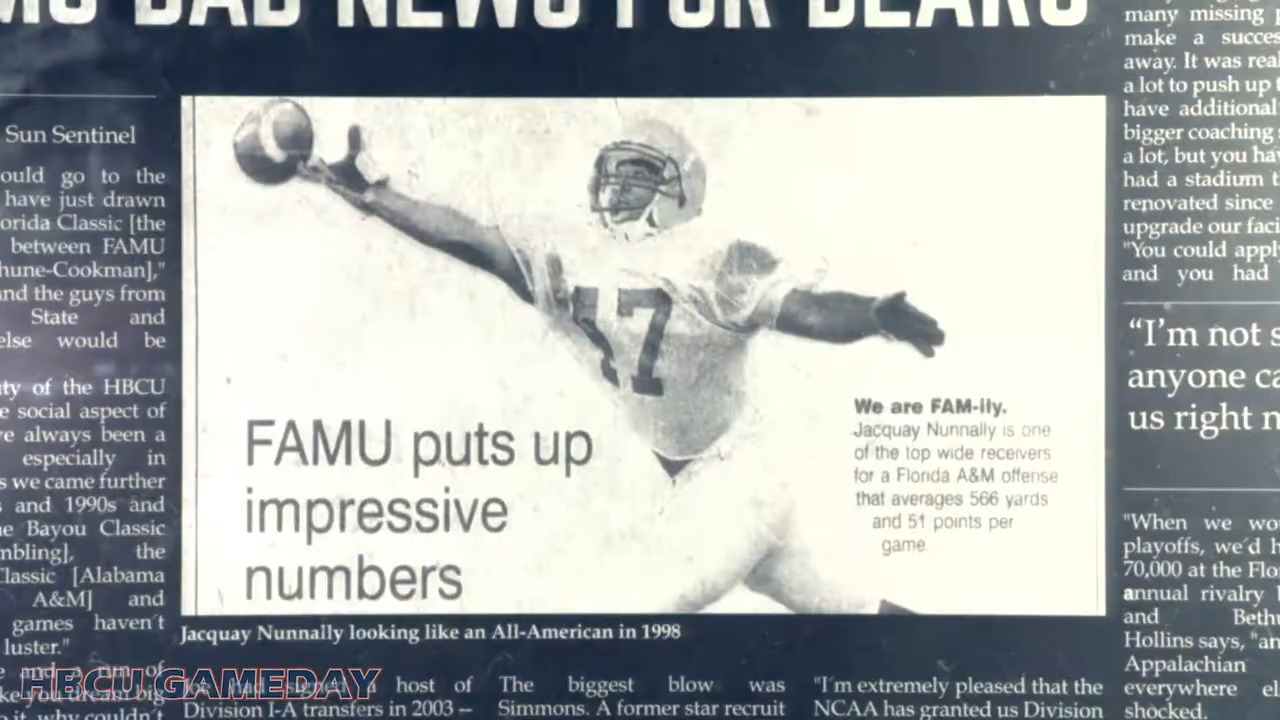 BAD NEWS FOR BEARS
Sun Sentinel
ould go to the
have just drawn
orida Classic [the
between FAMU
hune-Cookman],"
and the guys from
State and
else would be
ty of the HBCU
e social aspect of
ve always been a
especially in
s we came further
s and 1990s and
e Bayou Classic
mbling], the
Classic [Alabama
A&M] and
games haven't
luster."
FAMU puts up
impressive
numbers
17
We are FAM-ily.
Jacquay Nunnally is one
of the top wide receivers
for a Florida A&M offense
that averages 566 yards
and 51 points per
game.
Jacquay Nunnally looking like an All-American in 1998
HBCU GAMEDAY
host of
Division I-A transfers in 2003 –
The biggest blow was
Simmons. A former star recruit
"I'm extremely pleased that the
NCAA has granted us Division
many missing
make a succes
away. It was real
a lot to push up t
have additional
bigger coaching
a lot, but you hav
had a stadium t
renovated since
upgrade our faci
"You could apply
and you had
“I'm not s
anyone ca
us right n
"When we wo
playoffs, we'd h
70,000 at the Flo
annual rivalry
and Beth
Hollins says, "an
Appalachian
everywhere el
shocked.